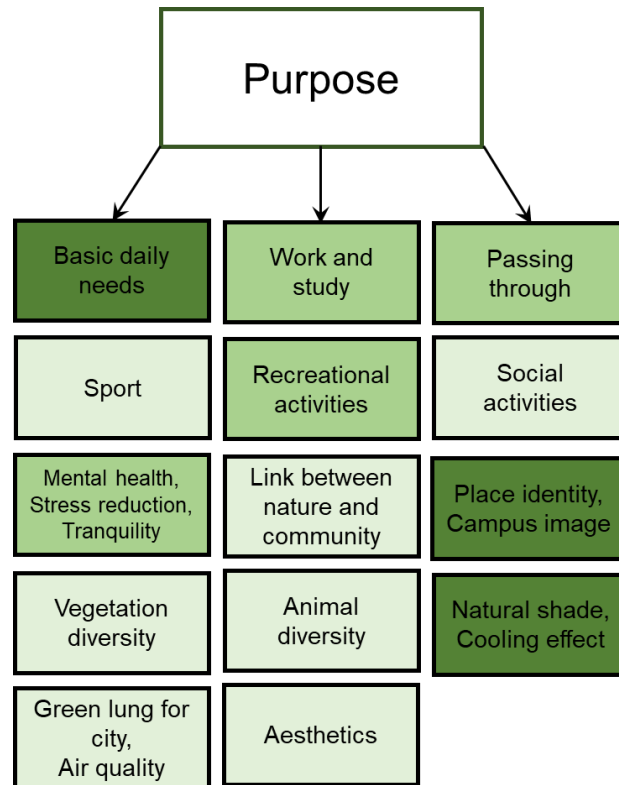 Purpose
Basic daily
needs
Work and
study
Passing
through
Sport
Recreational
activities
Social
activities
Mental health,
Stress reduction,
Tranquility
Link between
nature and
community
Place identity,
Campus image
Vegetation
diversity
Animal
diversity
Natural shade,
Cooling effect
Green lung for
city,
Air quality
Aesthetics